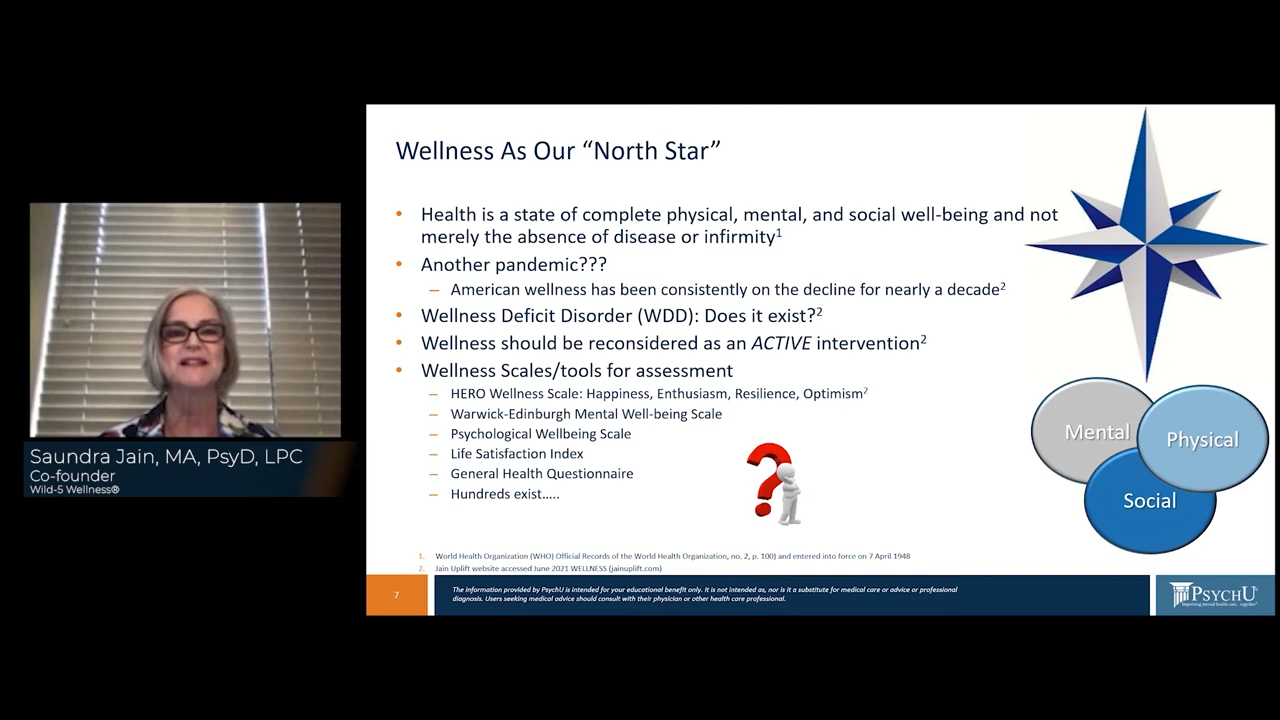 Wellness As Our “North Star”
• Health is a state of complete physical, mental, and social well-being and not
merely the absence of disease or infirmity1
• Another pandemic???
– American wellness has been consistently on the decline for nearly a decade2
• Wellness Deficit Disorder (WDD): Does it exist?2
• Wellness should be reconsidered as an ACTIVE intervention2
• Wellness Scales/tools for assessment
– HERO Wellness Scale: Happiness, Enthusiasm, Resilience, Optimism2
– Warwick-Edinburgh Mental Well-being Scale
– Psychological Wellbeing Scale
– Life Satisfaction Index
– General Health Questionnaire
– Hundreds exist…..
Mental
Physical
Social
Saundra Jain, MA, PsyD, LPC
Co-founder
Wild-5 Wellness®
1. World Health Organization (WHO) Official Records of the World Health Organization, no. 2, p. 100) and entered into force on 7 April 1948
2. Jain Uplift website accessed June 2021 WELLNESS (jainuplift.com)
7
The information provided by PsychU is intended for your educational benefit only. It is not intended as, nor is it a substitute for medical care or advice or professional
diagnosis. Users seeking medical advice should consult with their physician or other health care professional.
PSYCHU
Improving mental health care, together®